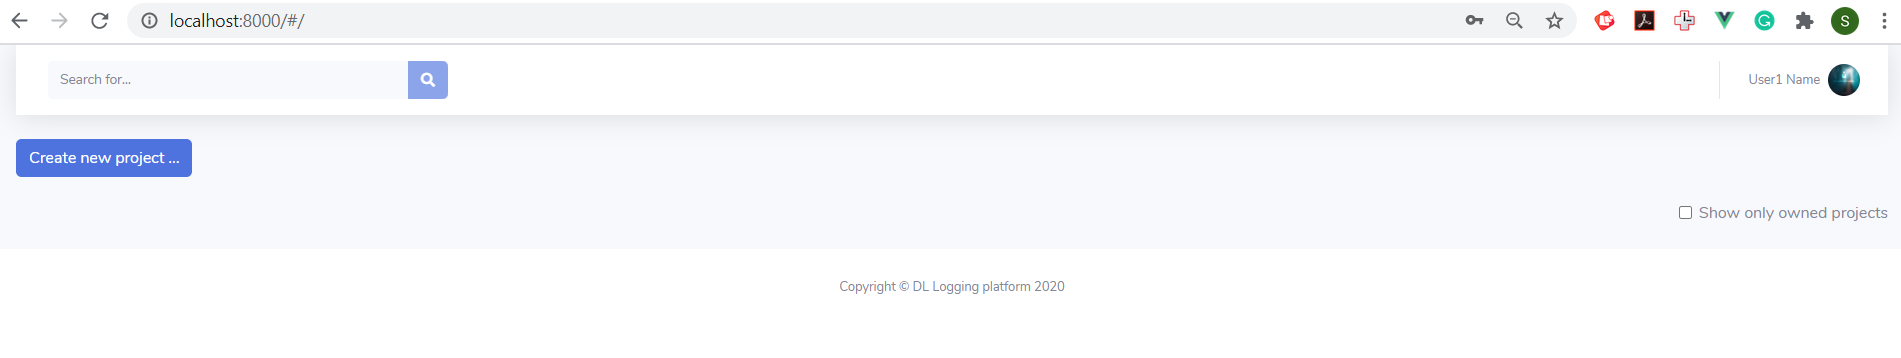 localhost:8000/#/
S
Search for...
User1 Name
Create new project ...
Show only owned projects
Copyright © DL Logging platform 2020